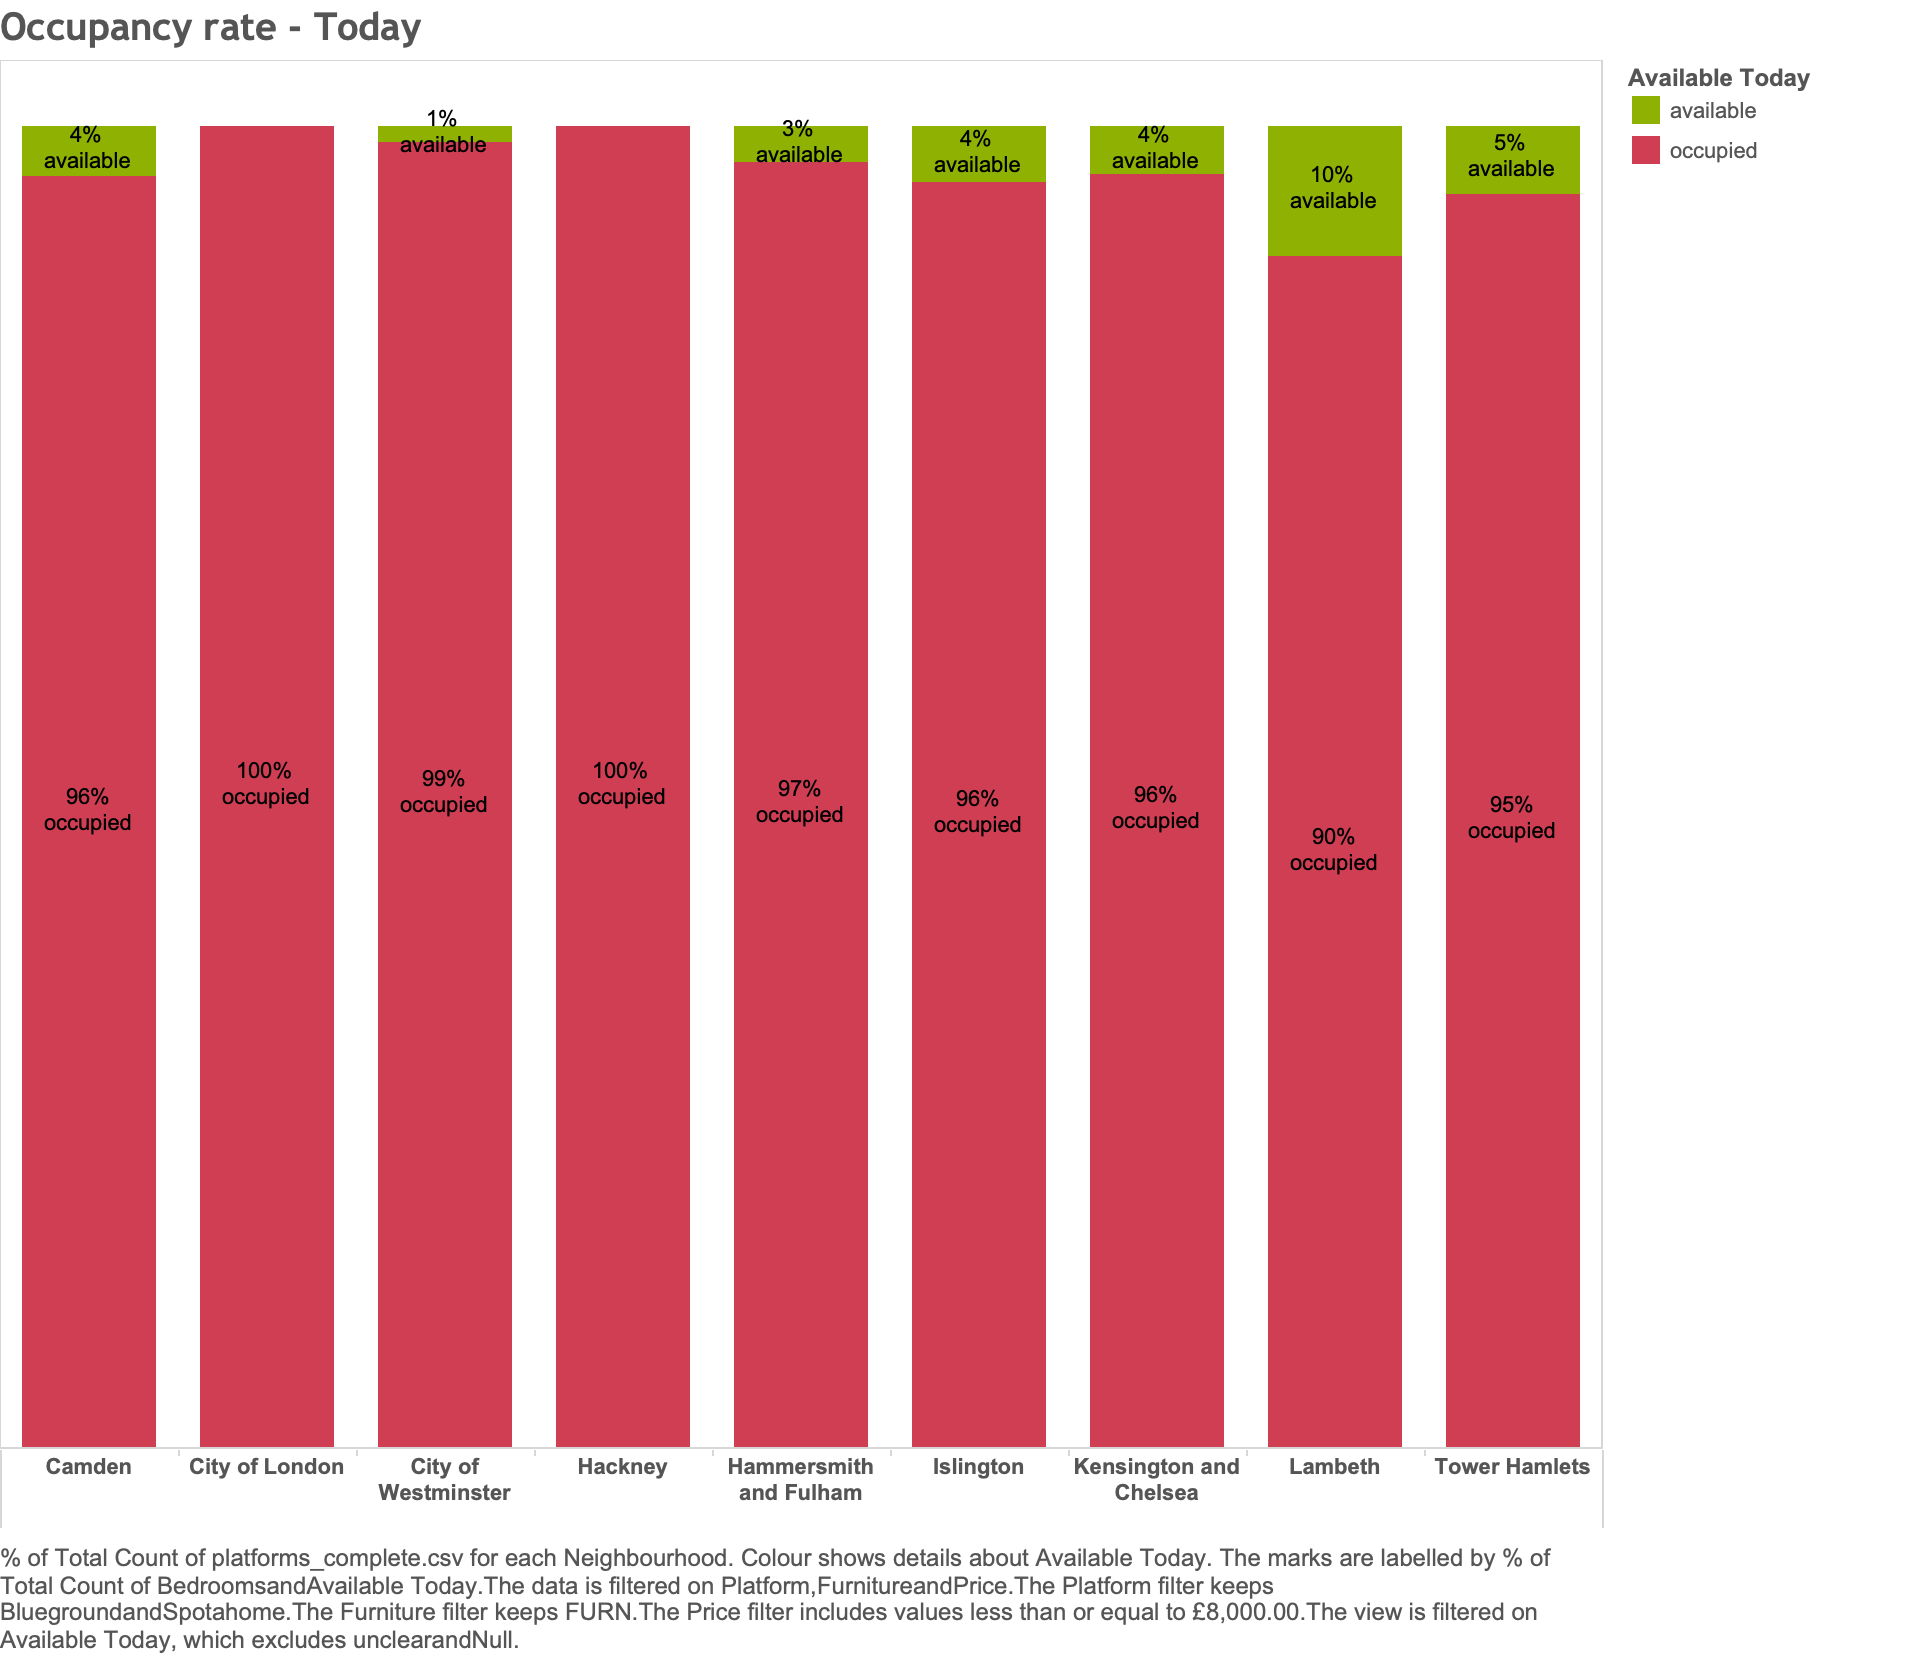 Occupancy rate - Today
Available Today
available
occupied
4%
available
1%
available
3%
available
4%
available
4%
available
10%
available
5%
available
96%
occupied
100%
occupied
99%
occupied
100%
occupied
97%
occupied
96%
occupied
96%
occupied
90%
occupied
95%
occupied
Camden
City of London
City of
Westminster
Hackney
Hammersmith
and Fulham
Islington
Kensington and
Chelsea
Lambeth
Tower Hamlets
% of Total Count of platforms_complete.csv for each Neighbourhood. Colour shows details about Available Today. The marks are labelled by % of
Total Count of BedroomsandAvailable Today.The data is filtered on Platform,FurnitureandPrice.The Platform filter keeps
BluegroundandSpotahome.The Furniture filter keeps FURN.The Price filter includes values less than or equal to £8,000.00.The view is filtered on
Available Today, which excludes unclearandNull.